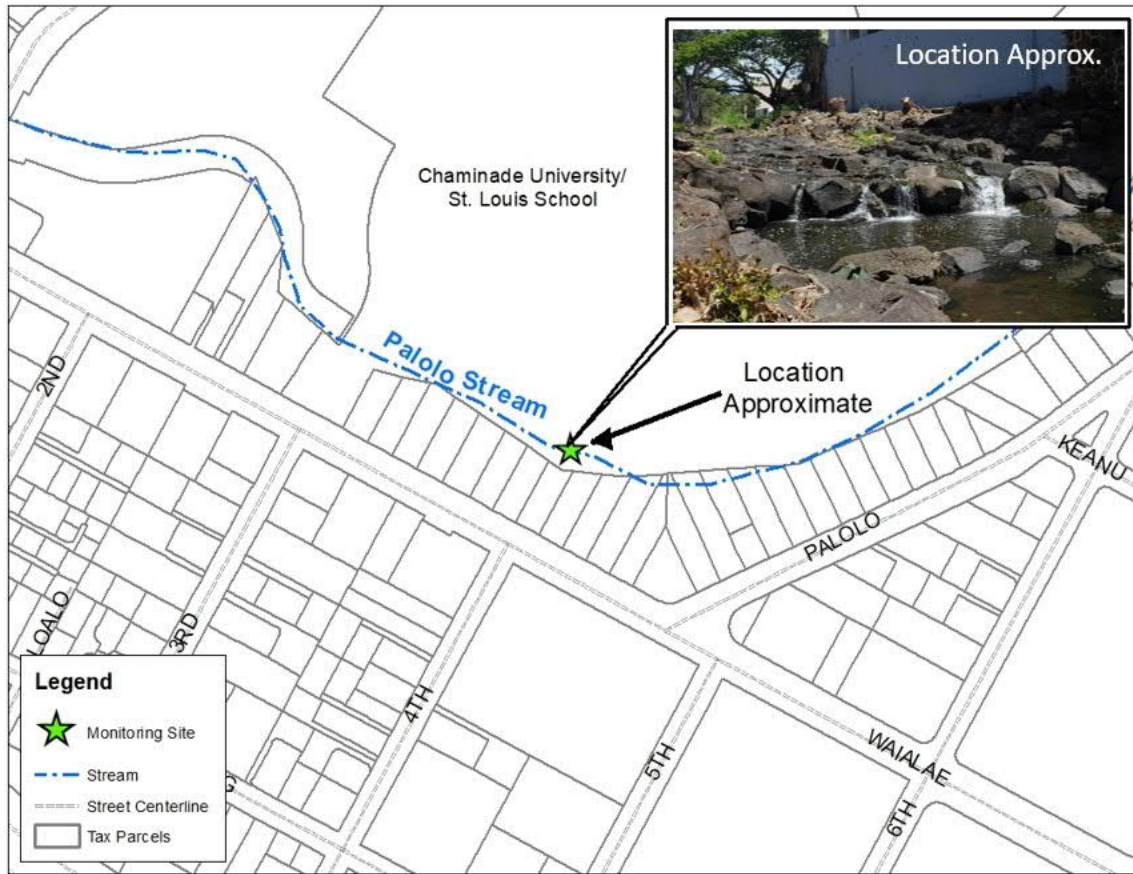 Location Approx.
Chaminade University/
St. Louis School
Palolo Stream
Location
Approximate
2ND
3RD
4TH
5TH
6TH
LOALO
PALOLO
KEANU
WAIALAE
G
Legend
Monitoring Site
Stream
Street Centerline
Tax Parcels